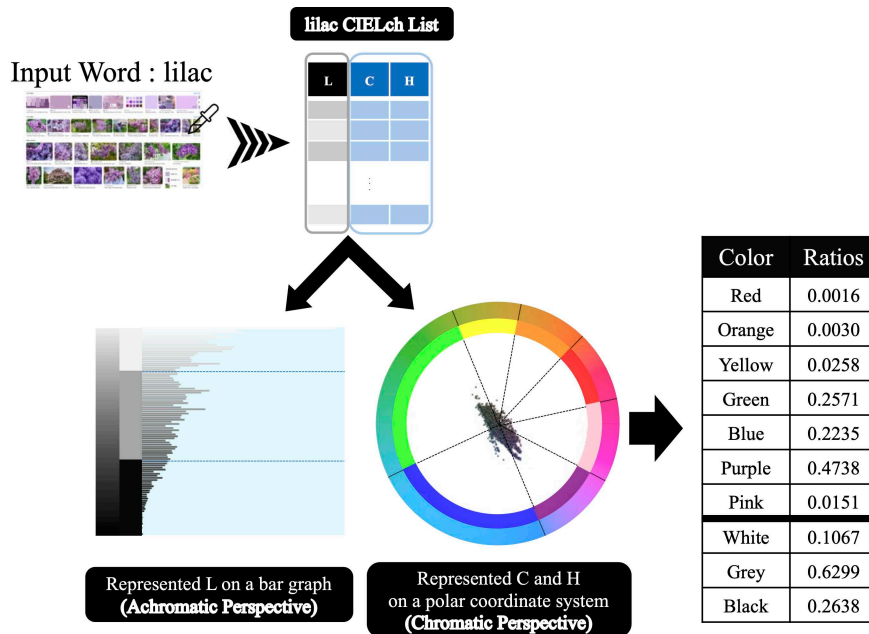 lilac CIELch List
Input Word : lilac
L C H
Color Ratios
Red 0.0016
Orange 0.0030
Yellow 0.0258
Green 0.2571
Blue 0.2235
Purple 0.4738
Pink 0.0151
White 0.1067
Grey 0.6299
Black 0.2638
Represented L on a bar graph
(Achromatic Perspective)
Represented C and H
on a polar coordinate system
(Chromatic Perspective)